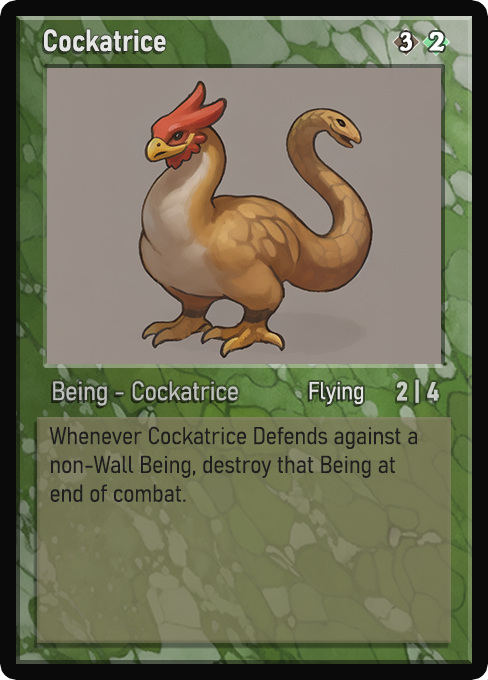 Cockatrice 3 2
Being - Cockatrice Flying 2 | 4
Whenever Cockatrice Defends against a
non-Wall Being, destroy that Being at
end of combat.